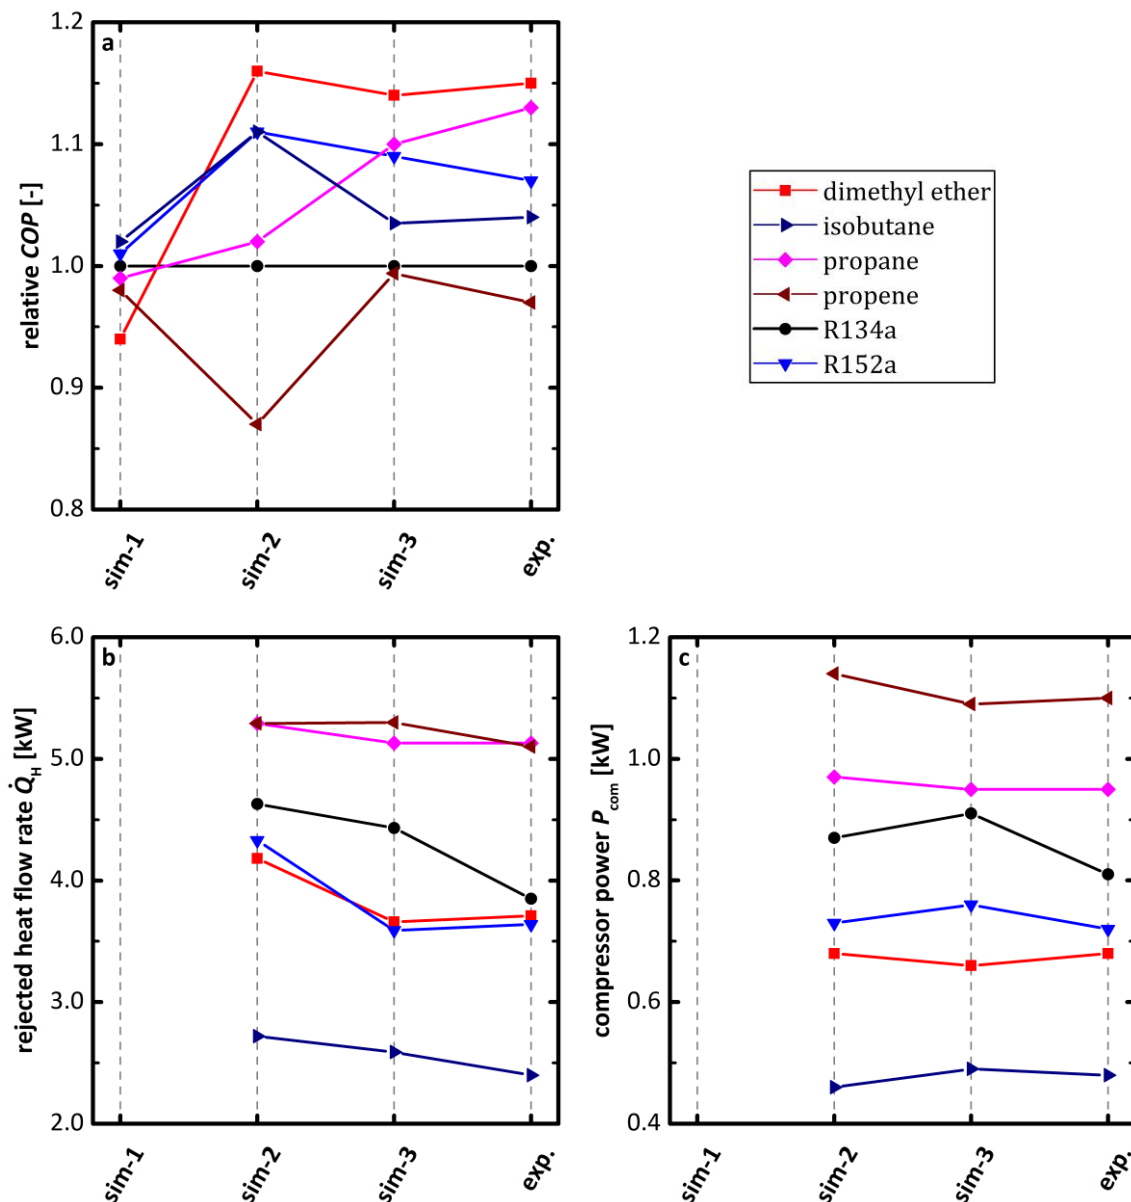 a
relative COP [-]
1.2
1.1
1.0
0.9
0.8
sim-1
sim-2
sim-3
exp.
dimethyl ether
isobutane
propane
propene
R134a
R152a
b
rejected heat flow rate Q̇H [kW]
6.0
5.0
4.0
3.0
2.0
sim-1
sim-2
sim-3
exp.
c
compressor power Pcom [kW]
1.2
1.0
0.8
0.6
0.4
sim-1
sim-2
sim-3
exp.